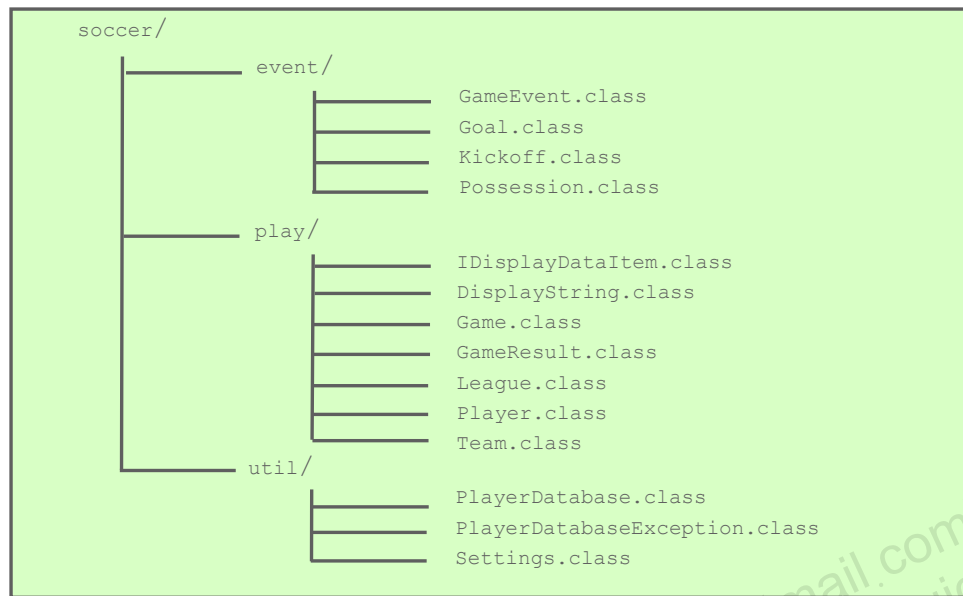 soccer/
event/
GameEvent.class
Goal.class
Kickoff.class
Possession.class
play/
IDisplayDataItem.class
DisplayString.class
Game.class
GameResult.class
League.class
Player.class
Team.class
util/
PlayerDatabase.class
PlayerDatabaseException.class
Settings.class